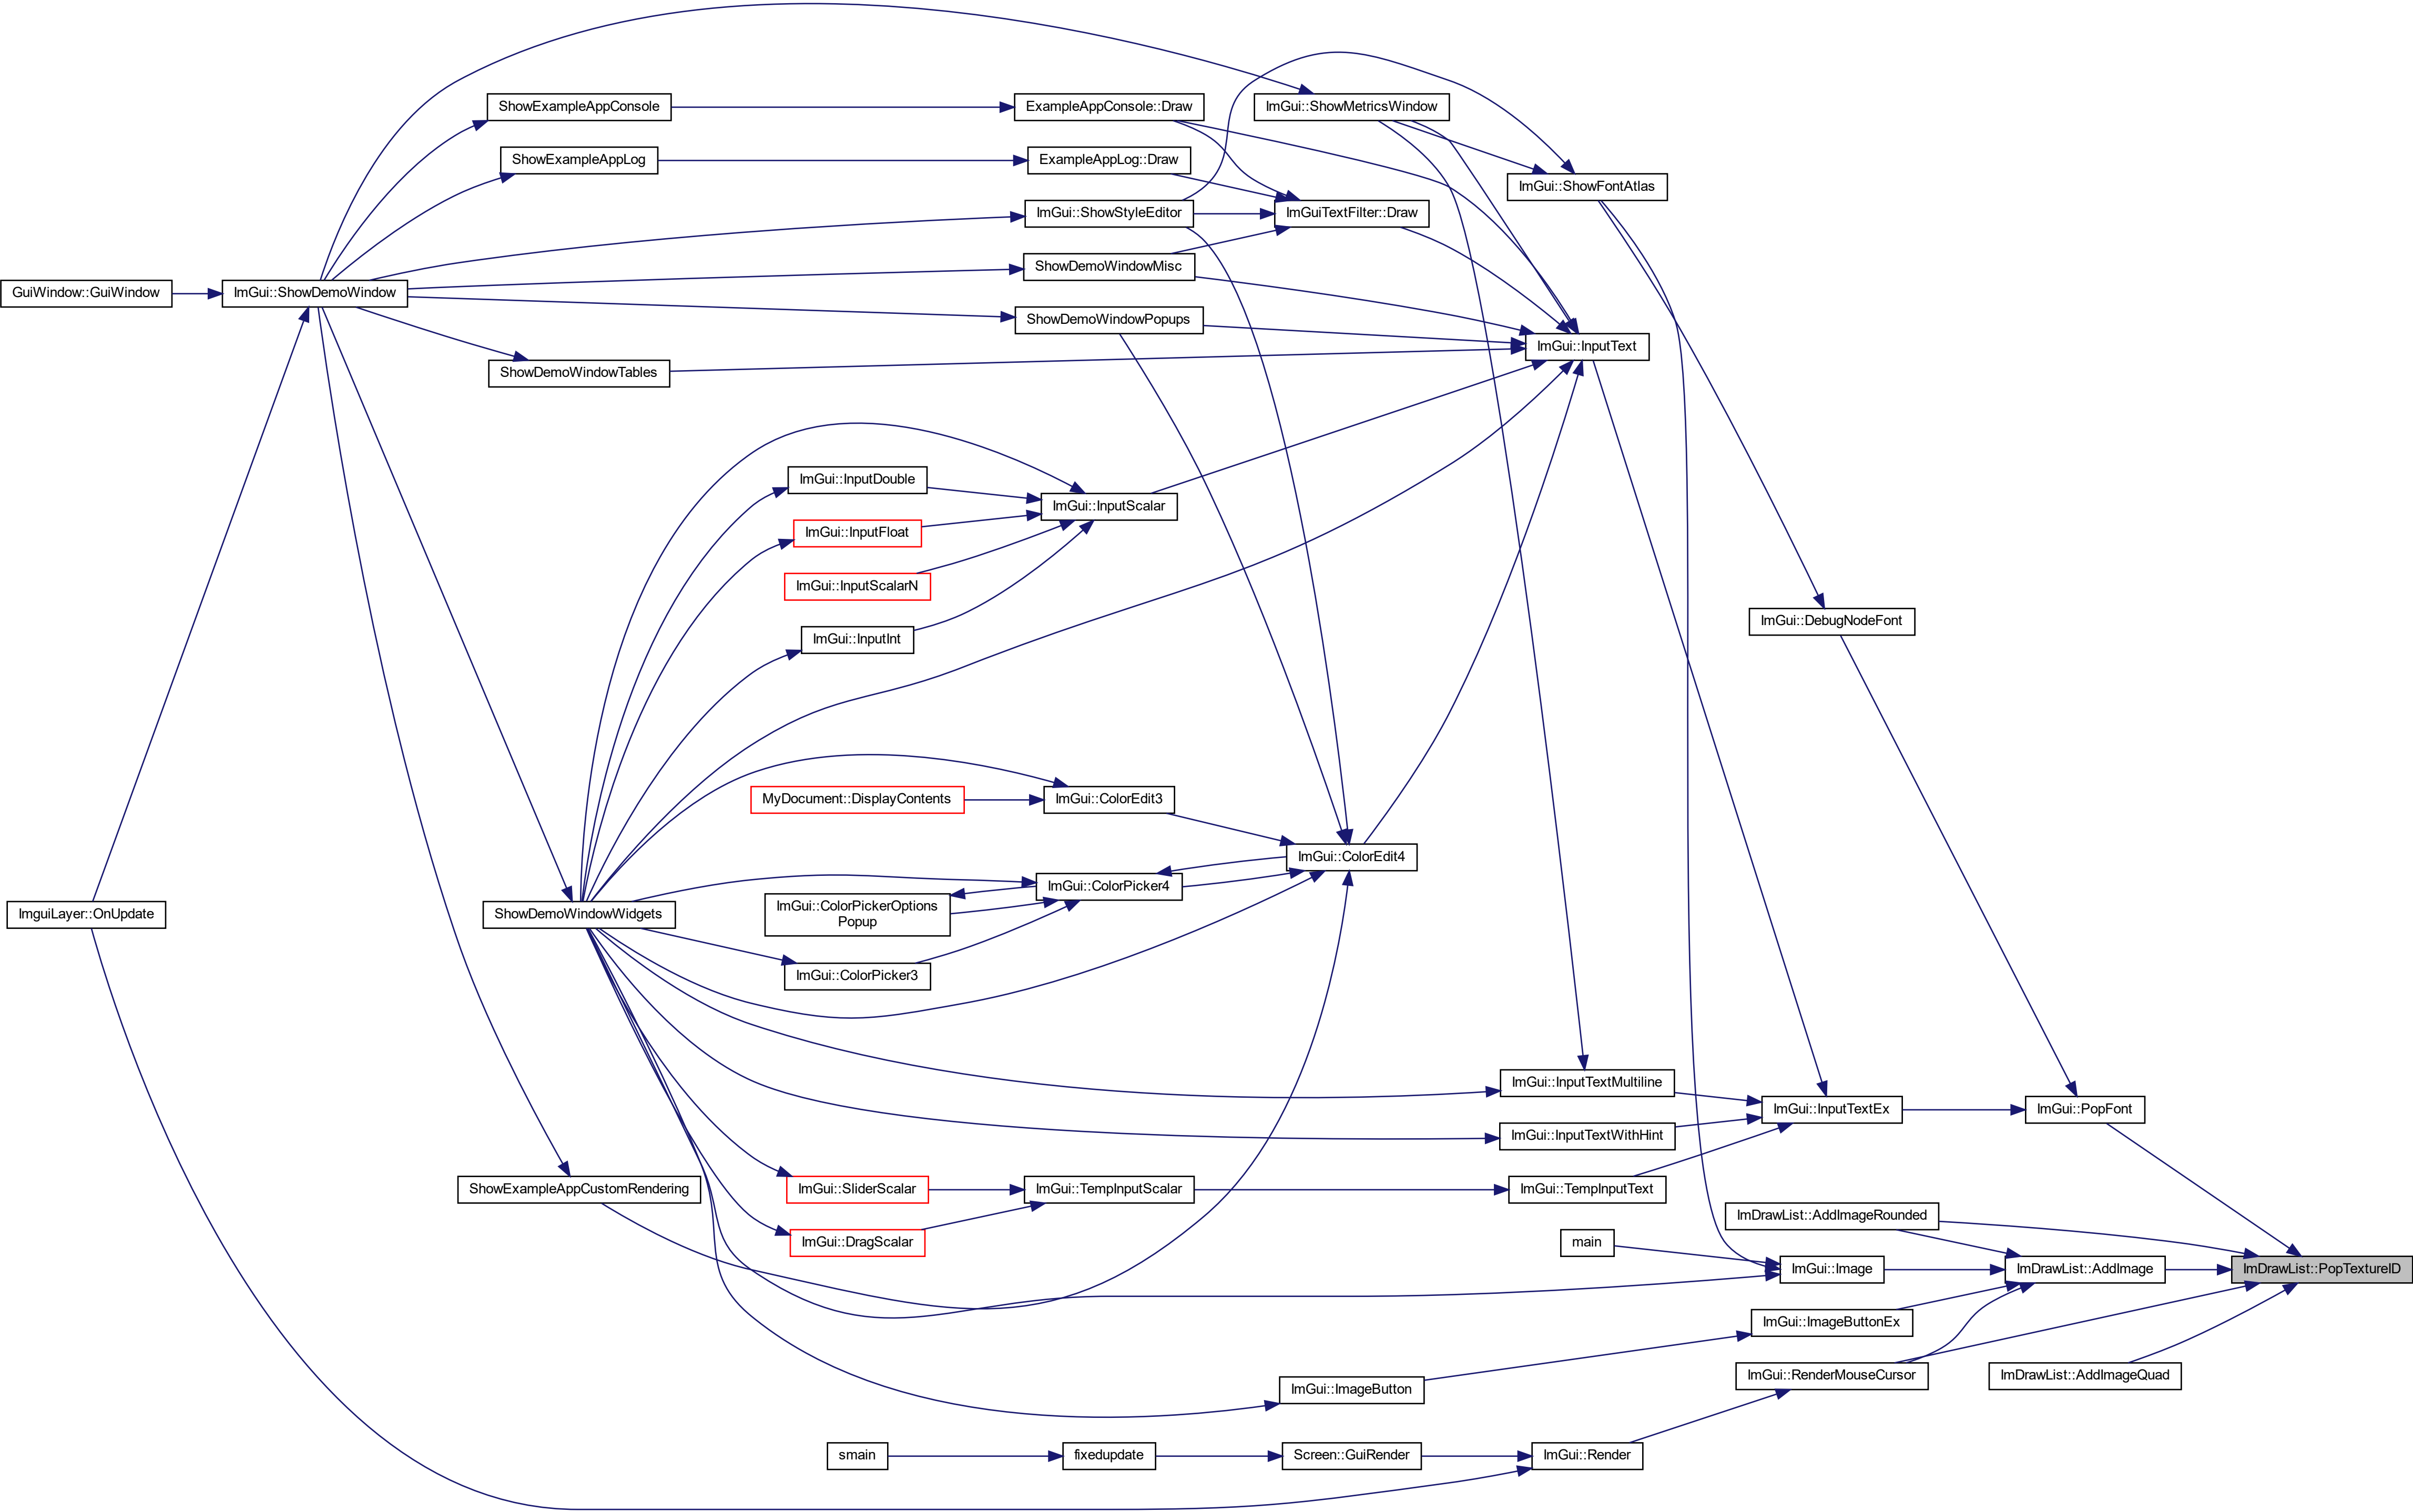 ShowExampleAppConsole
ExampleAppConsole::Draw
ImGui::ShowMetricsWindow
ShowExampleAppLog
ExampleAppLog::Draw
ImGui::ShowFontAtlas
ImGui::ShowStyleEditor
ImGuiTextFilter::Draw
ShowDemoWindowMisc
GuiWindow::GuiWindow
ImGui::ShowDemoWindow
ShowDemoWindowPopups
ImGui::InputText
ShowDemoWindowTables
ImGui::InputDouble
ImGui::InputScalar
ImGui::InputFloat
ImGui::InputScalarN
ImGui::DebugNodeFont
ImGui::InputInt
MyDocument::DisplayContents
ImGui::ColorEdit3
ImGui::ColorEdit4
ImGui::ColorPicker4
ImguiLayer::OnUpdate
ShowDemoWindowWidgets
ImGui::ColorPickerOptions
Popup
ImGui::ColorPicker3
ImGui::InputTextMultiline
ImGui::InputTextEx
ImGui::PopFont
ImGui::InputTextWithHint
ShowExampleAppCustomRendering
ImGui::SliderScalar
ImGui::TempInputScalar
ImGui::TempInputText
ImDrawList::AddImageRounded
ImGui::DragScalar
main
ImGui::Image
ImDrawList::AddImage
ImDrawList::PopTextureID
ImGui::ImageButtonEx
ImGui::ImageButton
ImGui::RenderMouseCursor
ImDrawList::AddImageQuad
smain
fixedupdate
Screen::GuiRender
ImGui::Render